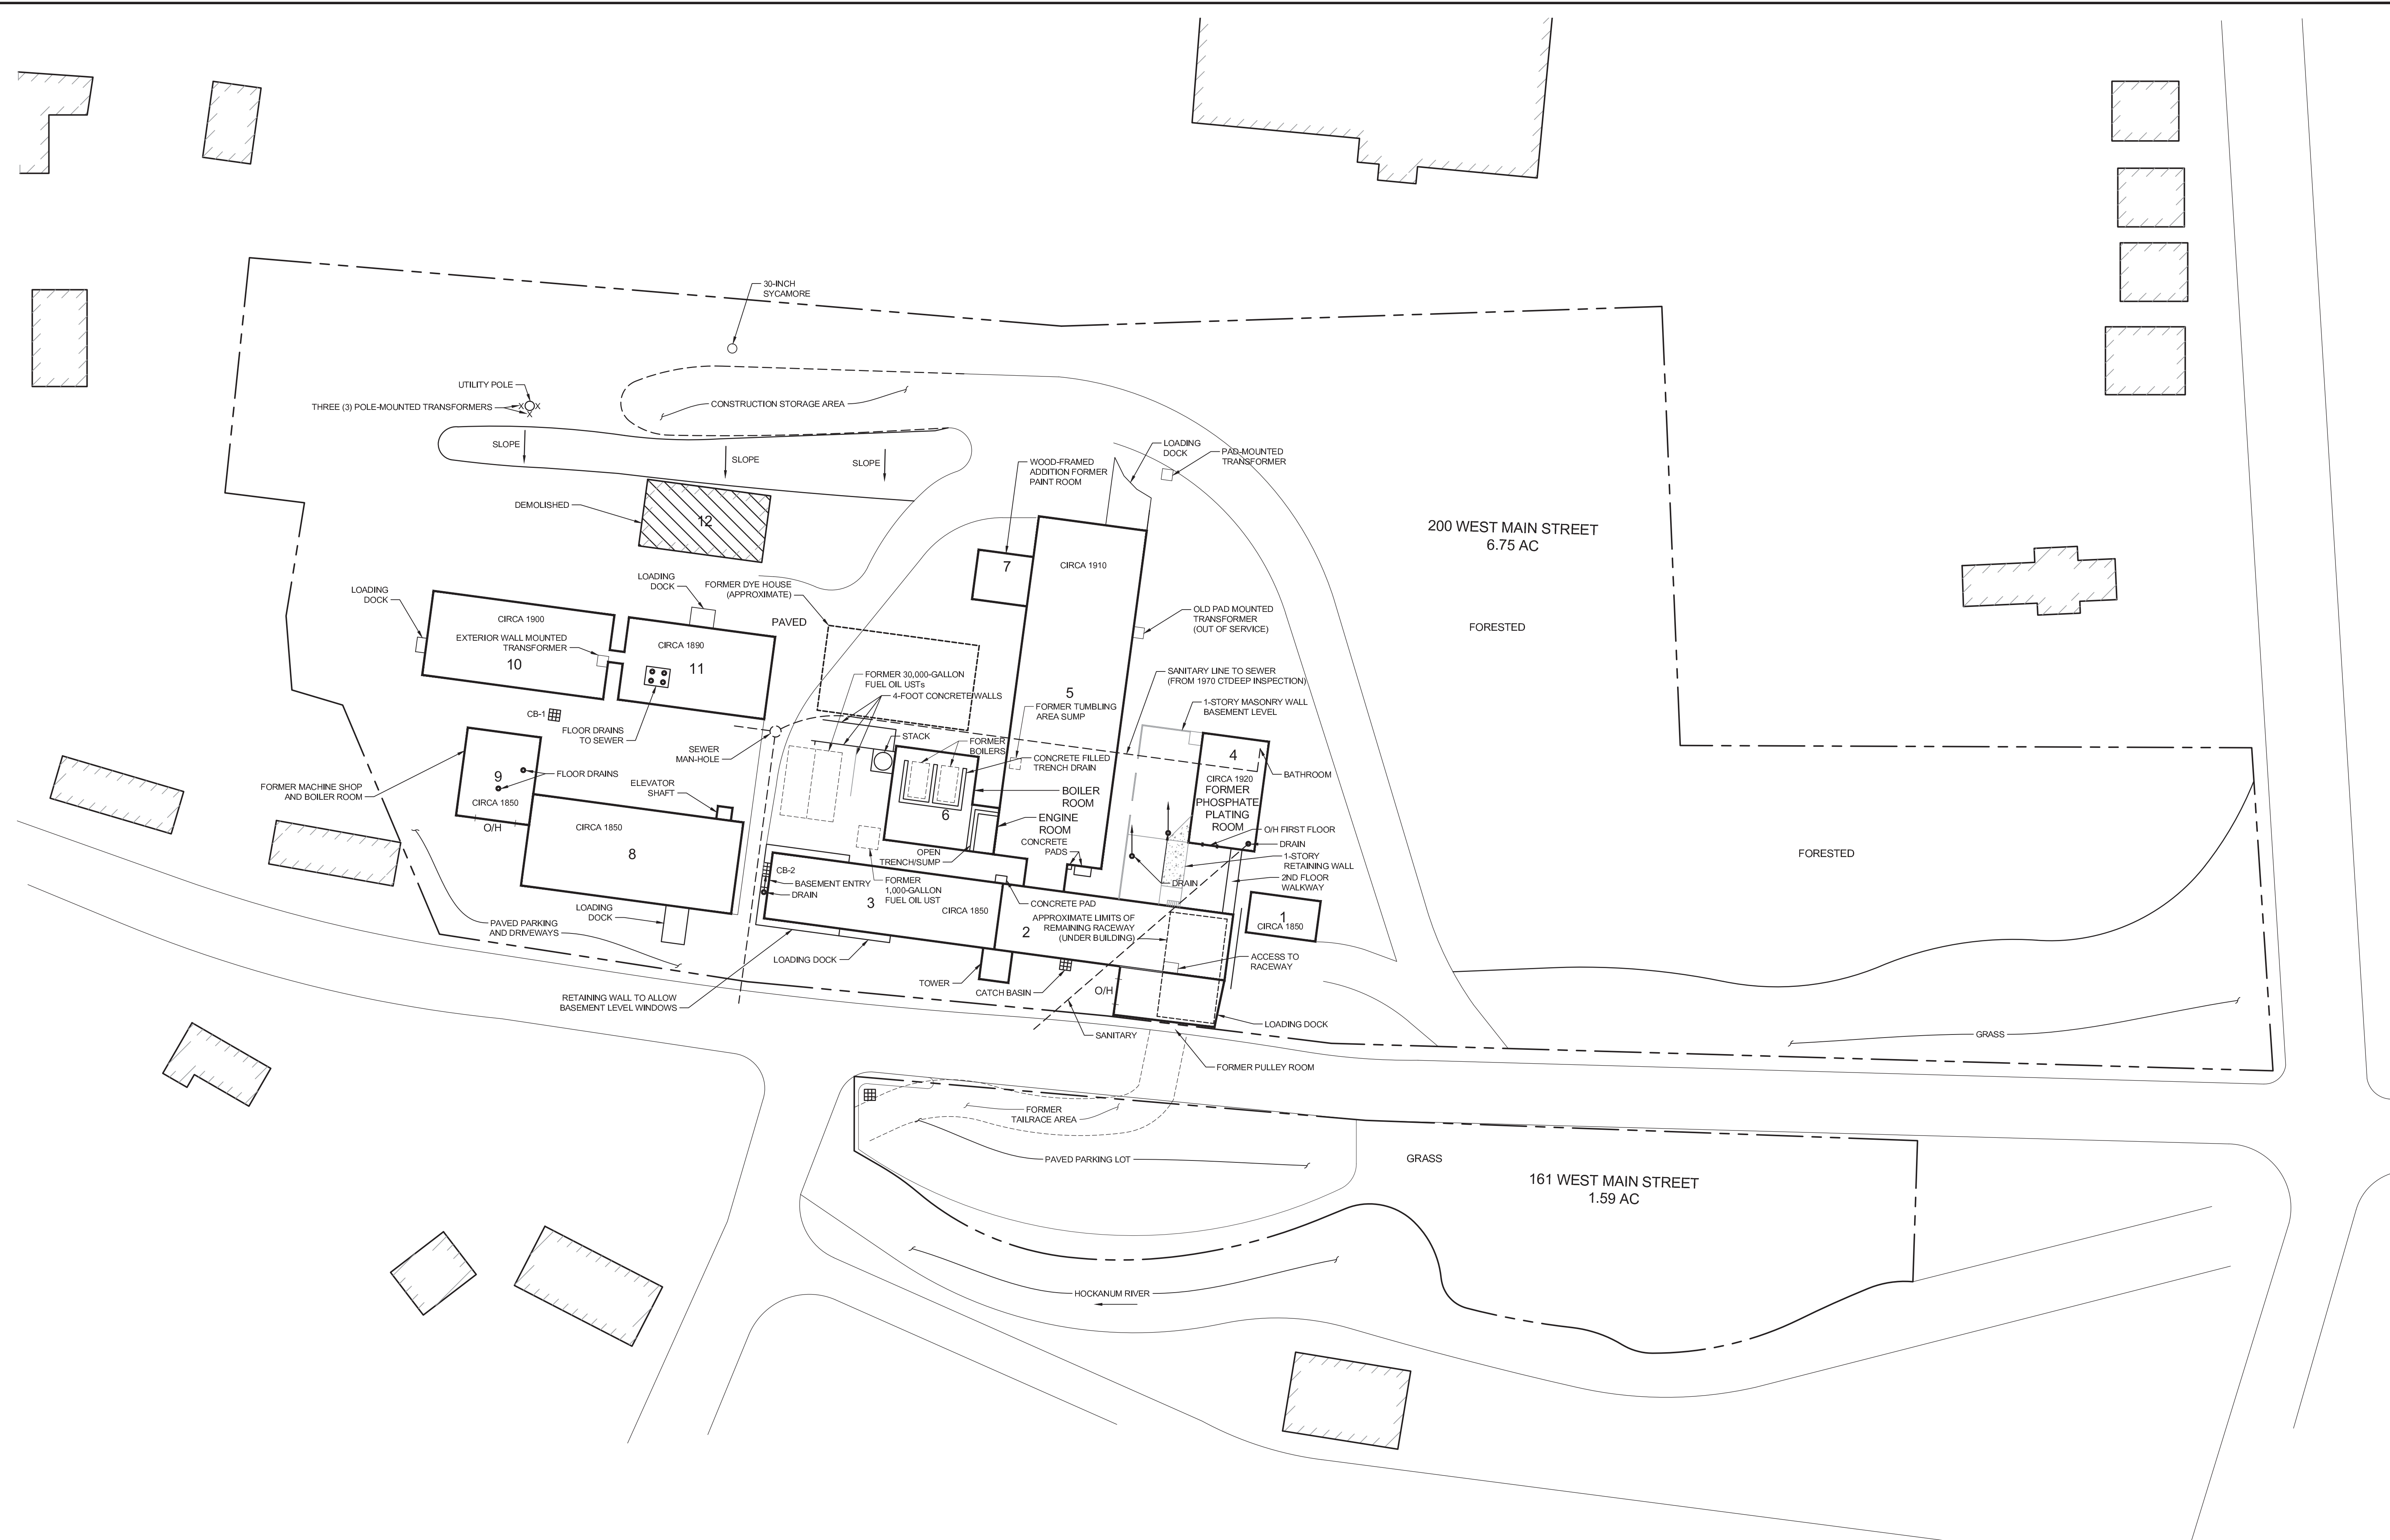 30-INCH
SYCAMORE
UTILITY POLE
THREE (3) POLE-MOUNTED TRANSFORMERS
X
X
X
CONSTRUCTION STORAGE AREA
SLOPE
SLOPE
SLOPE
LOADING
DOCK
PAD-MOUNTED
TRANSFORMER
WOOD-FRAMED
ADDITION FORMER
PAINT ROOM
DEMOLISHED
12
200 WEST MAIN STREET
6.75 AC
FORESTED
7
CIRCA 1910
LOADING
DOCK
FORMER DYE HOUSE
(APPROXIMATE)
LOADING
DOCK
CIRCA 1900
EXTERIOR WALL MOUNTED
TRANSFORMER
10
CIRCA 1890
11
PAVED
OLD PAD MOUNTED
TRANSFORMER
(OUT OF SERVICE)
FORMER 30,000-GALLON
FUEL OIL USTs
4-FOOT CONCRETE WALLS
SANITARY LINE TO SEWER
(FROM 1970 CTDEEP INSPECTION)
5
FORMER TUMBLING
AREA SUMP
1-STORY MASONRY WALL
BASEMENT LEVEL
CB-1
FLOOR DRAINS
TO SEWER
SEWER
MAN-HOLE
STACK
FORMER
BOILERS
CONCRETE FILLED
TRENCH DRAIN
4
CIRCA 1920
FORMER
PHOSPHATE
PLATING
ROOM
BATHROOM
9
FLOOR DRAINS
FORMER MACHINE SHOP
AND BOILER ROOM
CIRCA 1850
O/H
ELEVATOR
SHAFT
BOILER
ROOM
6
ENGINE
ROOM
CONCRETE
PADS
OPEN
TRENCH/SUMP
O/H FIRST FLOOR
DRAIN
1-STORY
RETAINING WALL
2ND FLOOR
WALKWAY
DRAIN
CIRCA 1850
8
FORESTED
CB-2
BASEMENT ENTRY
DRAIN
FORMER
1,000-GALLON
FUEL OIL UST
3
CIRCA 1850
CONCRETE PAD
APPROXIMATE LIMITS OF
REMAINING RACEWAY
(UNDER BUILDING)
2
1
CIRCA 1850
LOADING
DOCK
PAVED PARKING
AND DRIVEWAYS
LOADING DOCK
ACCESS TO
RACEWAY
TOWER
CATCH BASIN
O/H
RETAINING WALL TO ALLOW
BASEMENT LEVEL WINDOWS
LOADING DOCK
SANITARY
GRASS
FORMER PULLEY ROOM
FORMER
TAILRACE AREA
PAVED PARKING LOT
GRASS
161 WEST MAIN STREET
1.59 AC
HOCKANUM RIVER